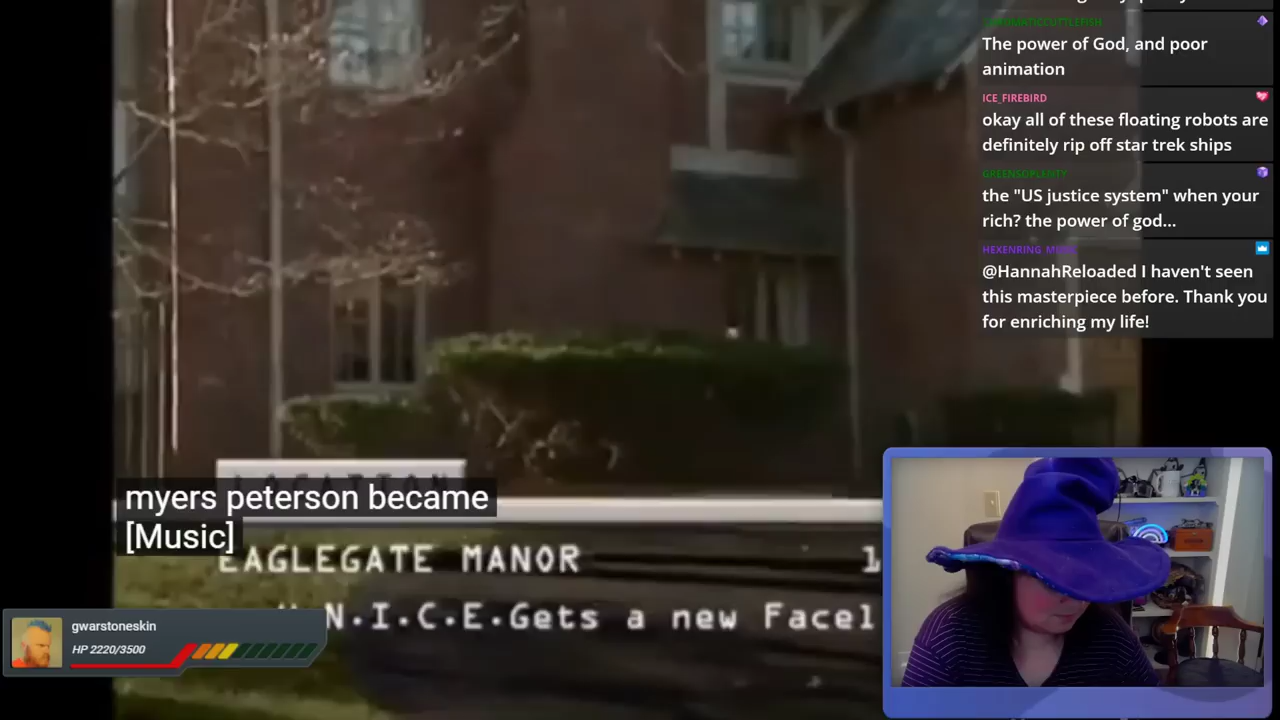 The power of God, and poor
animation
ICE_FIREBIRD
okay all of these floating robots are
definitely rip off star trek ships
GREENSOPLENTY
the "US justice system" when your
rich? the power of god...
HEXENRING
@HannahReloaded I haven't seen
this masterpiece before. Thank you
for enriching my life!
LOCATION
myers peterson became
[Music]
EAGLEGATE MANOR 1
N.I.C.E.Gets a new Facel
gwarstoneskin
HP 2220/3500